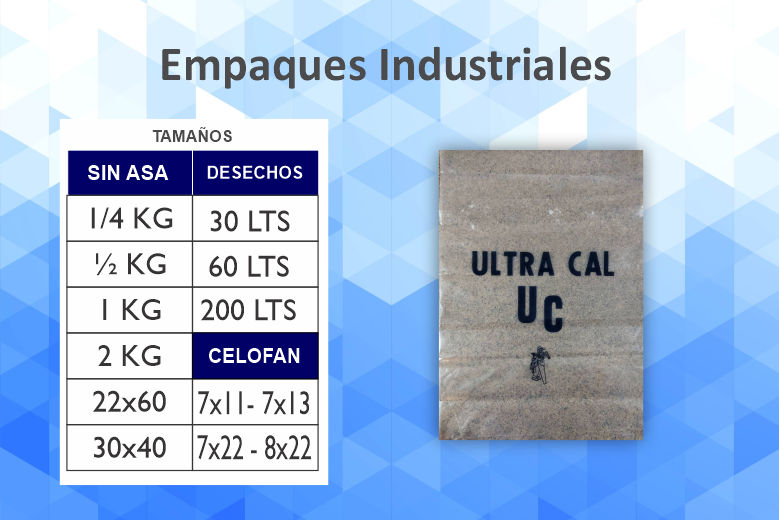 Empaques Industriales
TAMAÑOS
SIN ASA DESECHOS
1/4 KG 30 LTS
½ KG 60 LTS
1 KG 200 LTS
2 KG CELOFAN
22x60 7x11- 7x13
30x40 7x22 - 8x22
ULTRA CAL
UC